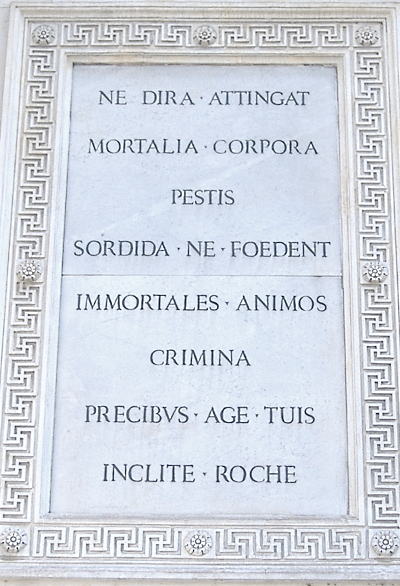 NE DIRA · ATTINGAT
MORTALIA · CORPORA
PESTIS
SORDIDA · NE · FOEDENT
IMMORTALES · ANIMOS
CRIMINA
PRECIBVS · AGE · TUIS
INCLITE · ROCHE